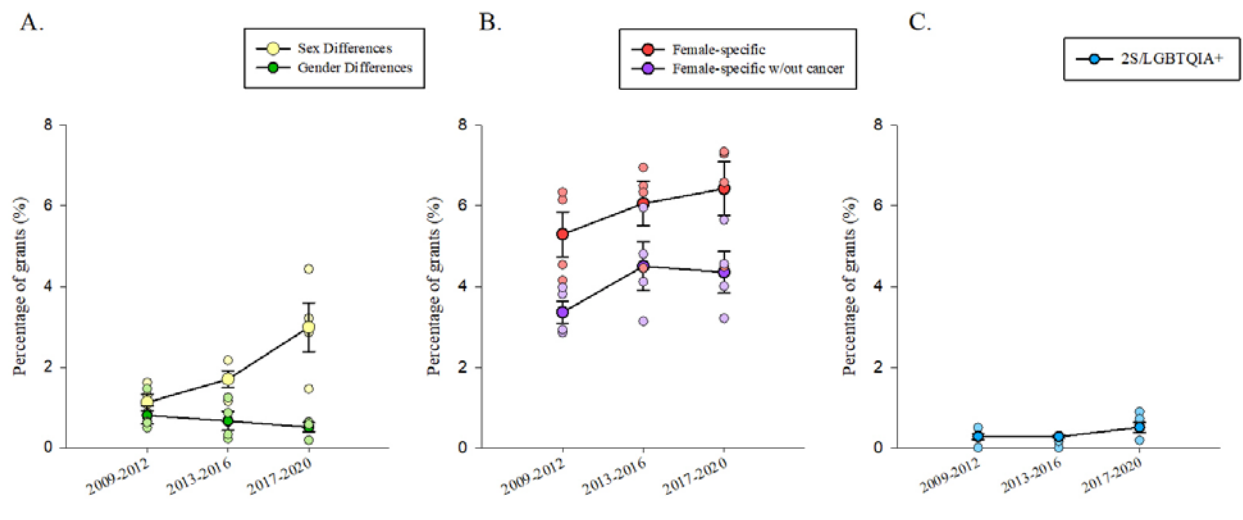 A.
Sex Differences
Gender Differences
Percentage of grants (%)
8
6
4
2
0
2009-2012
2013-2016
2017-2020
B.
Female-specific
Female-specific w/out cancer
Percentage of grants (%)
8
6
4
2
0
2009-2012
2013-2016
2017-2020
C.
2S/LGBTQIA+
Percentage of grants (%)
8
6
4
2
0
2009-2012
2013-2016
2017-2020